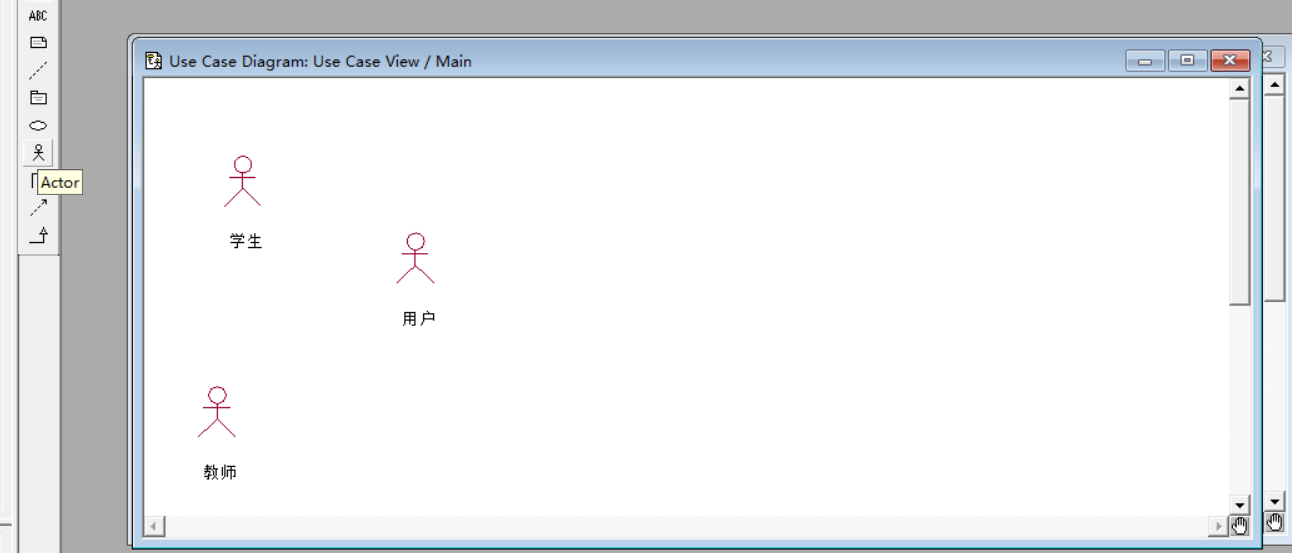 ABC
Use Case Diagram: Use Case View / Main
Actor
学生
用户
教师